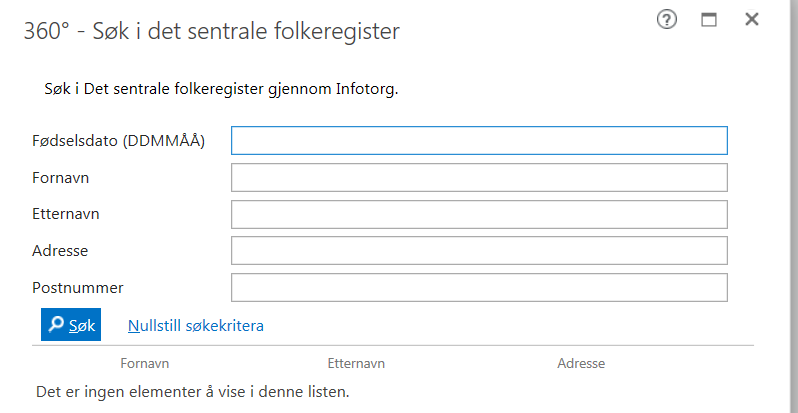 360° - Søk i det sentrale folkeregister
Søk i Det sentrale folkeregister gjennom Infotorg.
Fødselsdato (DDMMÅÅ)
Fornavn
Etternavn
Adresse
Postnummer
Søk Nullstill søkekritera
Fornavn Etternavn Adresse
Det er ingen elementer å vise i denne listen.